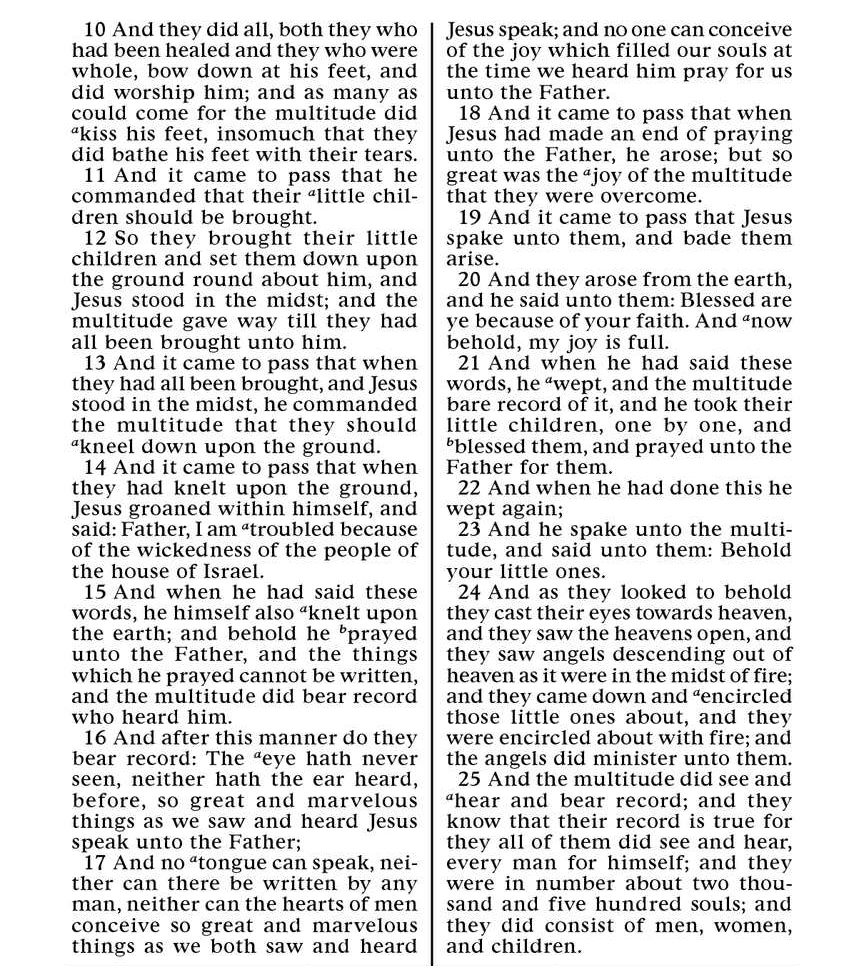 10 And they did all, both they who
had been healed and they who were
whole, bow down at his feet, and
did worship him; and as many as
could come for the multitude did
ᵃkiss his feet, insomuch that they
did bathe his feet with their tears.
11 And it came to pass that he
commanded that their ᵃlittle chil-
dren should be brought.
12 So they brought their little
children and set them down upon
the ground round about him, and
Jesus stood in the midst; and the
multitude gave way till they had
all been brought unto him.
13 And it came to pass that when
they had all been brought, and Jesus
stood in the midst, he commanded
the multitude that they should
ᵃkneel down upon the ground.
14 And it came to pass that when
they had knelt upon the ground,
Jesus groaned within himself, and
said: Father, I am ᵃtroubled because
of the wickedness of the people of
the house of Israel.
15 And when he had said these
words, he himself also ᵃknelt upon
the earth; and behold he ᵇprayed
unto the Father, and the things
which he prayed cannot be written,
and the multitude did bear record
who heard him.
16 And after this manner do they
bear record: The ᵃeye hath never
seen, neither hath the ear heard,
before, so great and marvelous
things as we saw and heard Jesus
speak unto the Father;
17 And no ᵃtongue can speak, nei-
ther can there be written by any
man, neither can the hearts of men
conceive so great and marvelous
things as we both saw and heard
Jesus speak; and no one can conceive
of the joy which filled our souls at
the time we heard him pray for us
unto the Father.
18 And it came to pass that when
Jesus had made an end of praying
unto the Father, he arose; but so
great was the ᵃjoy of the multitude
that they were overcome.
19 And it came to pass that Jesus
spake unto them, and bade them
arise.
20 And they arose from the earth,
and he said unto them: Blessed are
ye because of your faith. And ᵃnow
behold, my joy is full.
21 And when he had said these
words, he ᵃwept, and the multitude
bare record of it, and he took their
little children, one by one, and
ᵇblessed them, and prayed unto the
Father for them.
22 And when he had done this he
wept again;
23 And he spake unto the multi-
tude, and said unto them: Behold
your little ones.
24 And as they looked to behold
they cast their eyes towards heaven,
and they saw the heavens open, and
they saw angels descending out of
heaven as it were in the midst of fire;
and they came down and ᵃencircled
those little ones about, and they
were encircled about with fire; and
the angels did minister unto them.
25 And the multitude did see and
ᵃhear and bear record; and they
know that their record is true for
they all of them did see and hear,
every man for himself; and they
were in number about two thou-
sand and five hundred souls; and
they did consist of men, women,
and children.